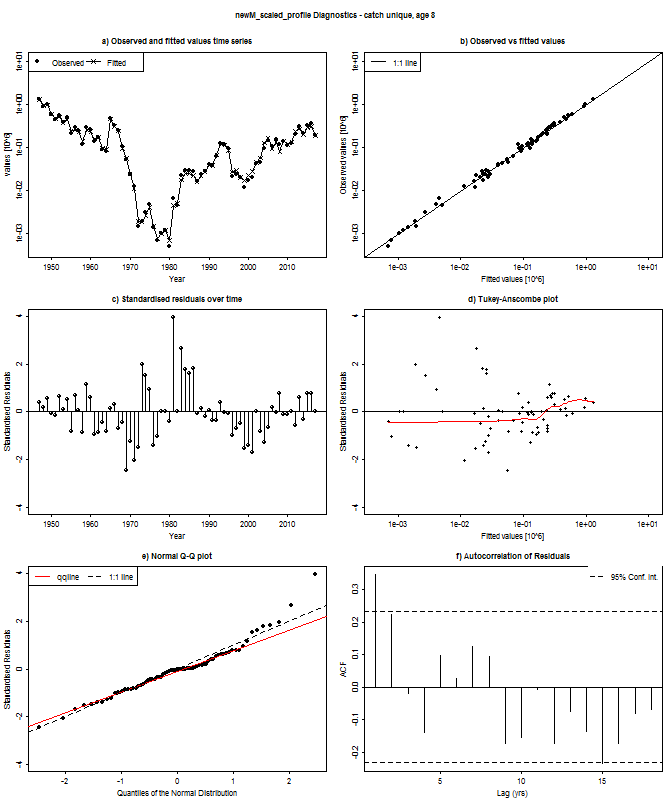 newM_scaled_profile Diagnostics - catch unique, age 8
a) Observed and fitted values time series
values [10^6]
1e+01
1e+00
1e-01
1e-02
1e-03
Observed Fitted
1950 1960 1970 1980 1990 2000 2010
Year
b) Observed vs fitted values
Observed values [10^6]
1e+01
1e+00
1e-01
1e-02
1e-03
1:1 line
1e-03 1e-02 1e-01 1e+00 1e+01
Fitted values [10^6]
c) Standardised residuals over time
Standardised Residuals
4
2
0
-2
-4
1950 1960 1970 1980 1990 2000 2010
Year
d) Tukey-Anscombe plot
Standardised Residuals
4
2
0
-2
-4
1e-03 1e-02 1e-01 1e+00 1e+01
Fitted values [10^6]
e) Normal Q-Q plot
Standardised Residuals
4
2
0
-2
-4
qqline 1:1 line
-2 -1 0 1 2
Quantiles of the Normal Distribution
f) Autocorrelation of Residuals
ACF
0.3
0.2
0.1
0.0
-0.1
-0.2
95% Conf. Int.
5 10 15
Lag (yrs)